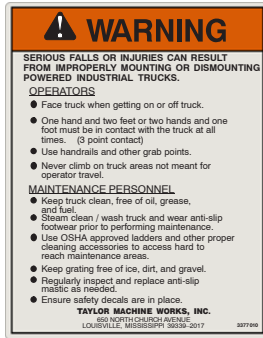 WARNING
SERIOUS FALLS OR INJURIES CAN RESULT
FROM IMPROPERLY MOUNTING OR DISMOUNTING
POWERED INDUSTRIAL TRUCKS.
OPERATORS
● Face truck when getting on or off truck.
● One hand and two feet or two hands and one
foot must be in contact with the truck at all
times. (3 point contact)
● Use handrails and other grab points.
● Never climb on truck areas not meant for
operator travel.
MAINTENANCE PERSONNEL
● Keep truck clean, free of oil, grease,
and fuel.
● Steam clean / wash truck and wear anti-slip
footwear prior to performing maintenance.
● Use OSHA approved ladders and other proper
cleaning accessories to access hard to
reach maintenance areas.
● Keep grating free of ice, dirt, and gravel.
● Regularly inspect and replace anti-slip
mastic as needed.
● Ensure safety decals are in place.
TAYLOR MACHINE WORKS, INC.
650 NORTH CHURCH AVENUE
LOUISVILLE, MISSISSIPPI 39339-2017
3377010